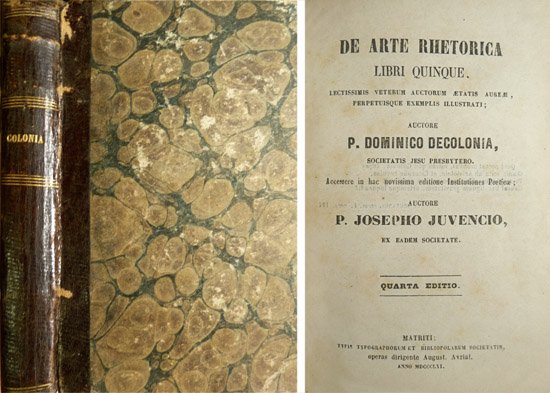 COLONIA
DE ARTE RHETORICA
LIBRI QUINQUE,
LECTISSIMIS VETERUM AUCTORUM ÆTATIS AUREÆ,
PERPETUISQUE EXEMPLIS ILLUSTRATI;
AUCTORE
P. DOMINICO DECOLONIA,
SOCIETATIS JESU PRESBYTERO.
Accessere in hac novissima editione Institutiones Poeticæ;
AUCTORE
P. JOSEPHO JUVENCIO,
EX EADEM SOCIETATE.
QUARTA EDITIO.
MATRITI:
TYPIS TYPOGRAPHORUM ET BIBLIOPOLARUM SOCIETATIS,
operas dirigente August. Avrial.
ANNO MDCCCLXI.